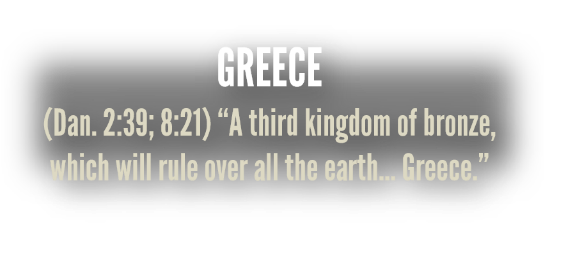 GREECE
(Dan. 2:39; 8:21) “A third kingdom of bronze,
which will rule over all the earth... Greece.”